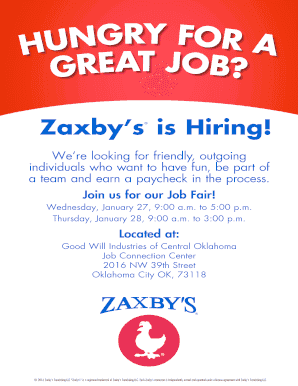 HUNGRY FOR A
GREAT JOB?
Zaxby's™ is Hiring!
We're looking for friendly, outgoing
individuals who want to have fun, be part of
a team and earn a paycheck in the process.
Join us for our Job Fair!
Wednesday, January 27, 9:00 a.m. to 5:00 p.m.
Thursday, January 28, 9:00 a.m. to 3:00 p.m.
Located at:
Good Will Industries of Central Oklahoma
Job Connection Center
2016 NW 39th Street
Oklahoma City OK, 73118
ZAXBY'S